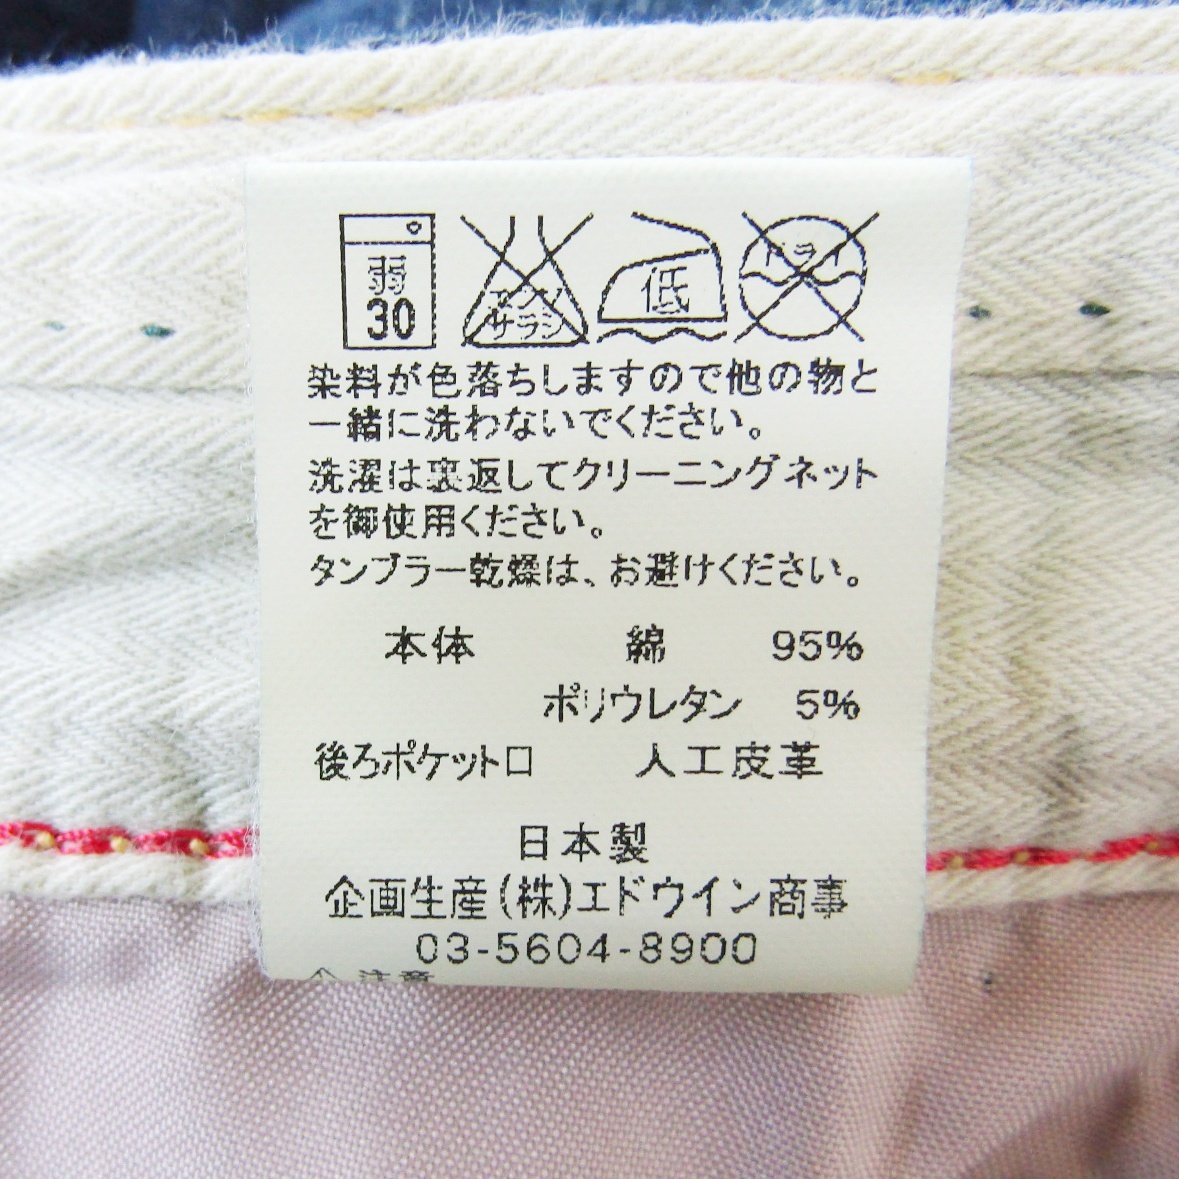 弱
30
エンソ
サラシ
低
ドライ
染料が色落ちしますので他の物と
一緒に洗わないでください。
洗濯は裏返してクリーニングネット
を御使用ください。
タンブラー乾燥は、お避けください。
本体 綿 95%
ポリウレタン 5%
後ろポケット口 人工皮革
日本製
企画生産(株)エドウイン商事
03-5604-8900
注意